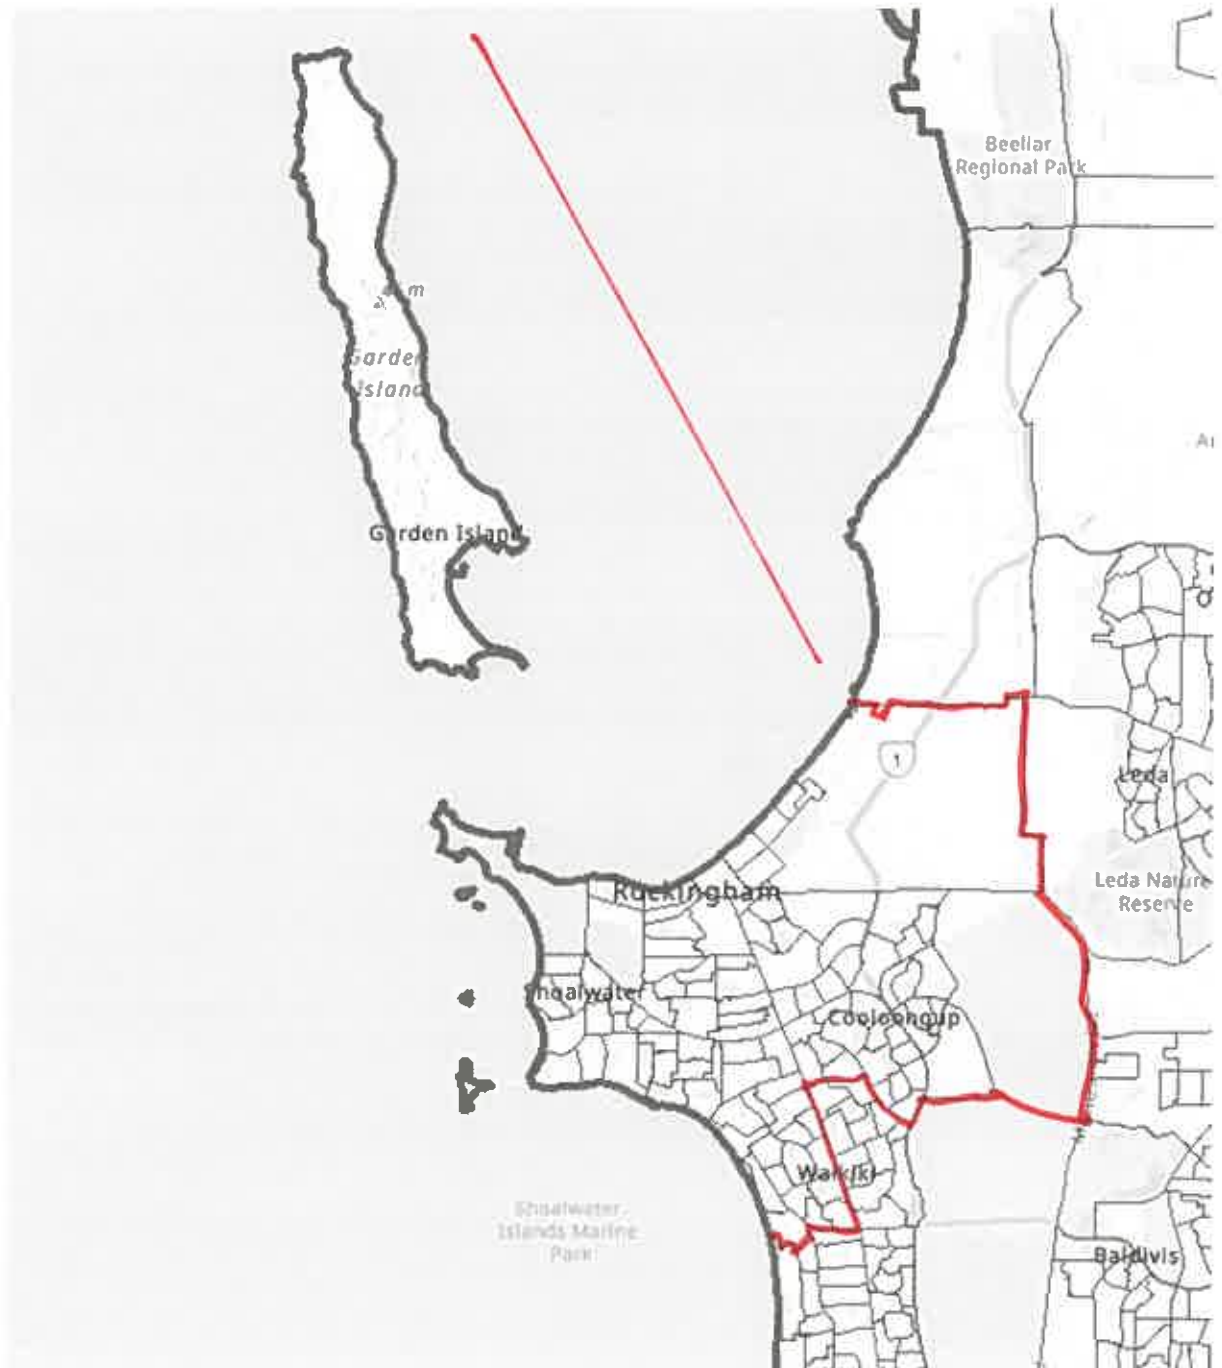 Beeliar
Regional Park
Garden
Island
Garden Island
1
Leda
Leda Nature
Reserve
Rockingham
Shoalwater
Cooloongup
Waikiki
Shoalwater
Islands Marine
Park
Baldivis